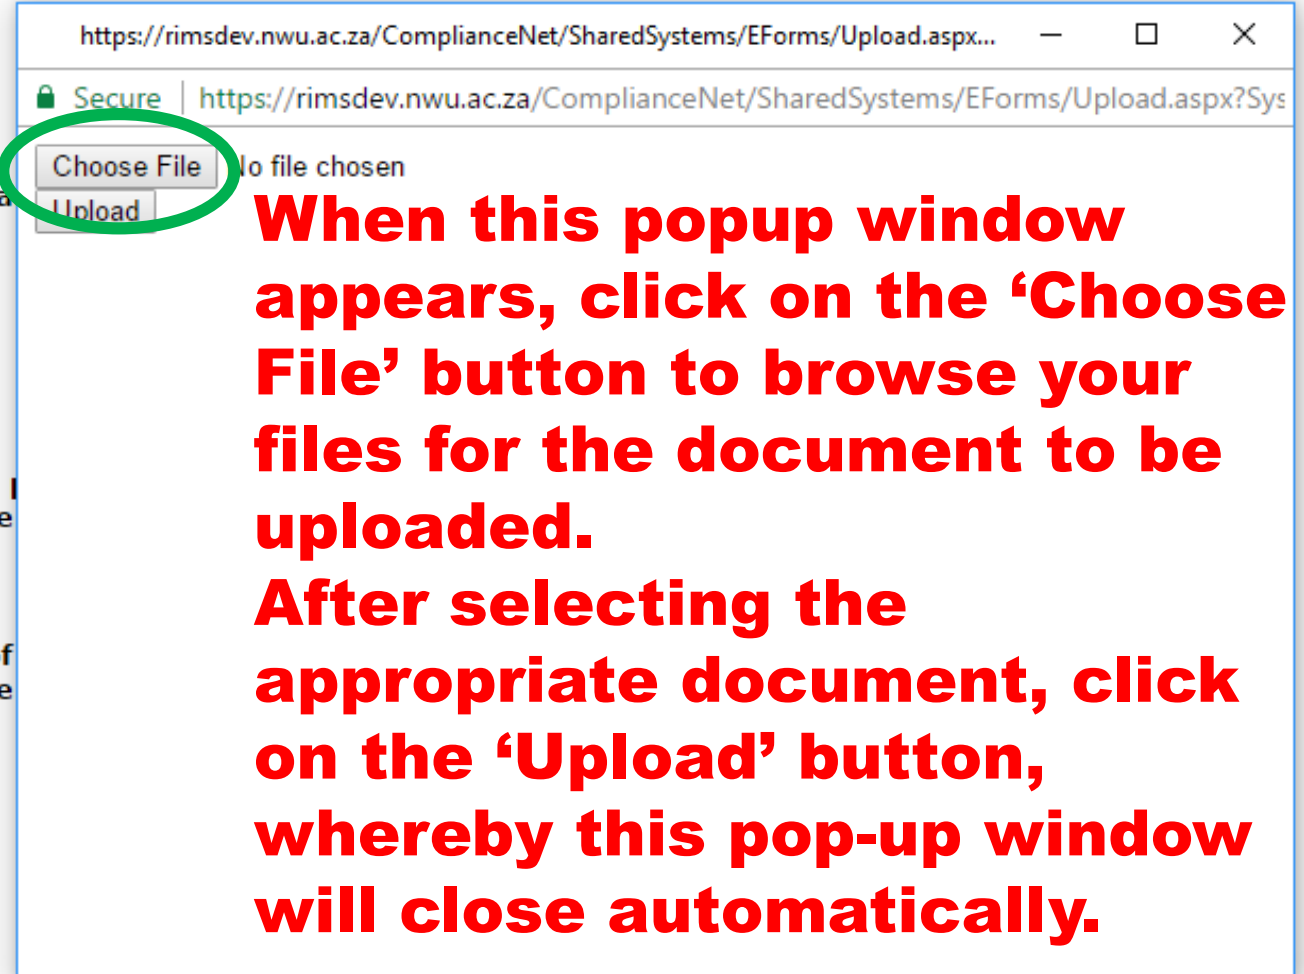 https://rimsdev.nwu.ac.za/ComplianceNet/SharedSystems/EForms/Upload.aspx...
Secure | https://rimsdev.nwu.ac.za/ComplianceNet/SharedSystems/EForms/Upload.aspx?Sys
Choose File No file chosen
Upload
When this popup window
appears, click on the ‘Choose
File’ button to browse your
files for the document to be
uploaded.
After selecting the
appropriate document, click
on the ‘Upload’ button,
whereby this pop-up window
will close automatically.